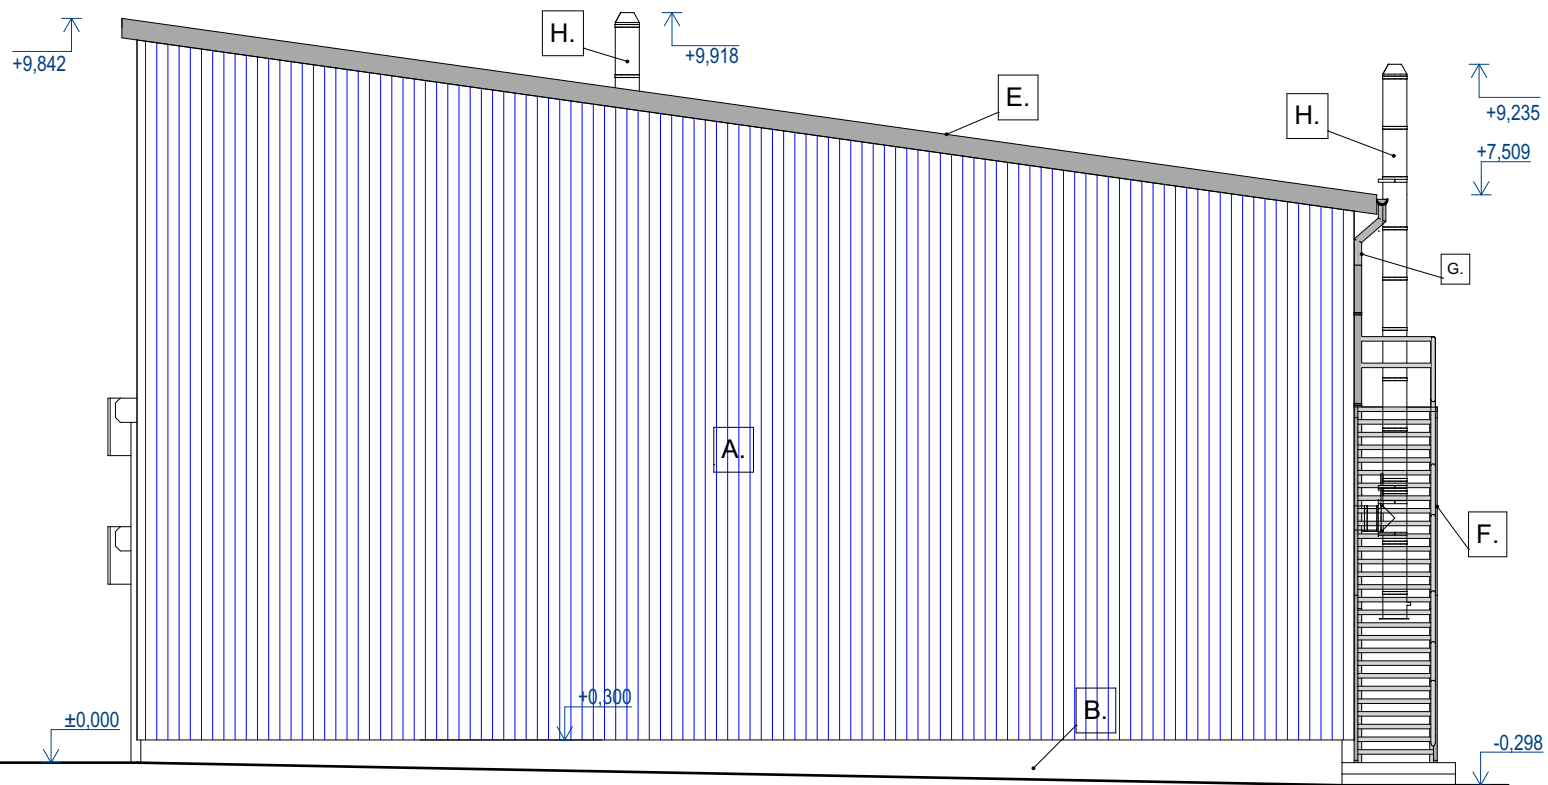 H.
+9,842
+9,918
E.
H.
+9,235
+7,509
G.
A.
F.
+0,300
B.
±0,000
-0,298